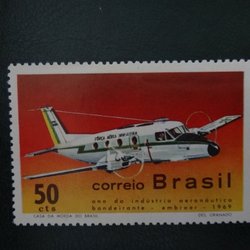 FORÇA AÉREA BRASILEIRA
50
cts
correio Brasil
ano da indústria aeronáutica
bandeirante - embraer - 1969
CASA DA MOEDA DO BRASIL
DES. GRANADO